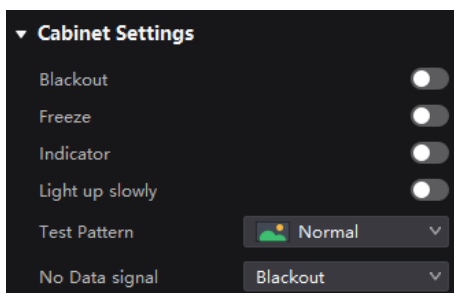 Cabinet Settings
Blackout
Freeze
Indicator
Light up slowly
Test Pattern Normal
No Data signal Blackout